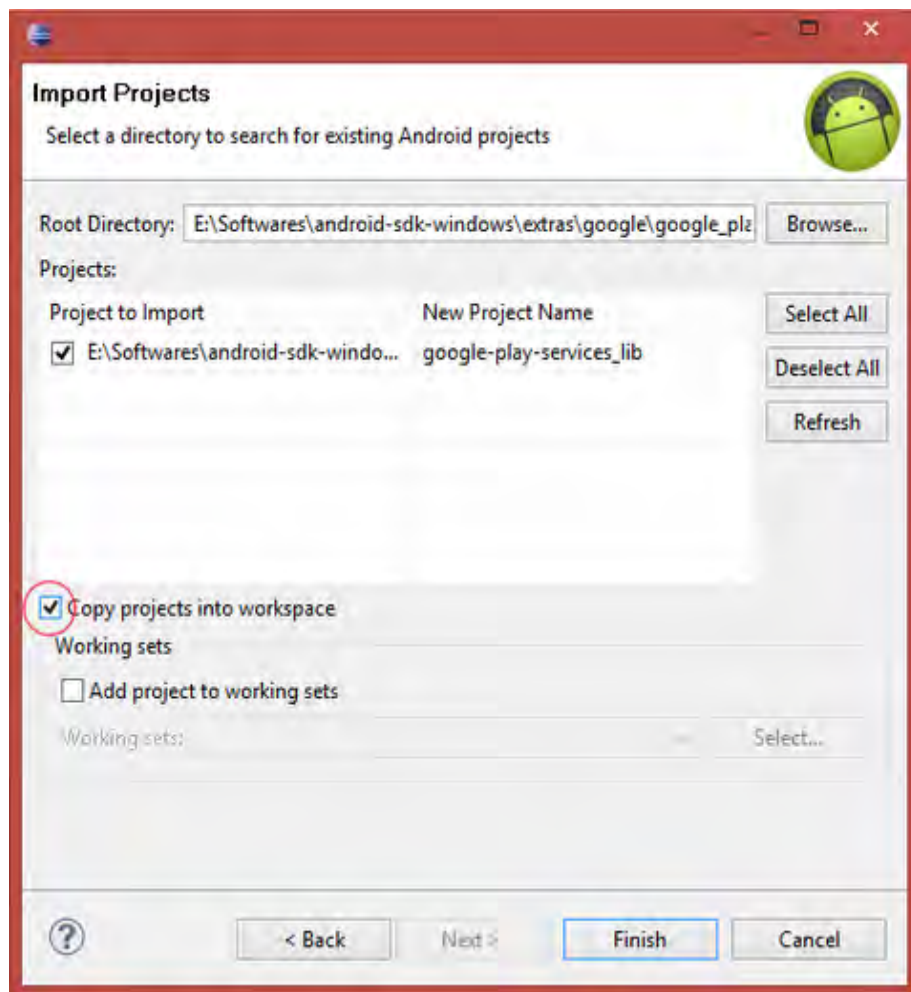 Import Projects
Select a directory to search for existing Android projects
Root Directory: E:\Softwares\android-sdk-windows\extras\google\google_pla Browse...
Projects:
Project to Import New Project Name Select All
E:\Softwares\android-sdk-windo... google-play-services_lib
Deselect All
Refresh
Copy projects into workspace
Working sets
Add project to working sets
Working sets: Select...
? < Back Next > Finish Cancel